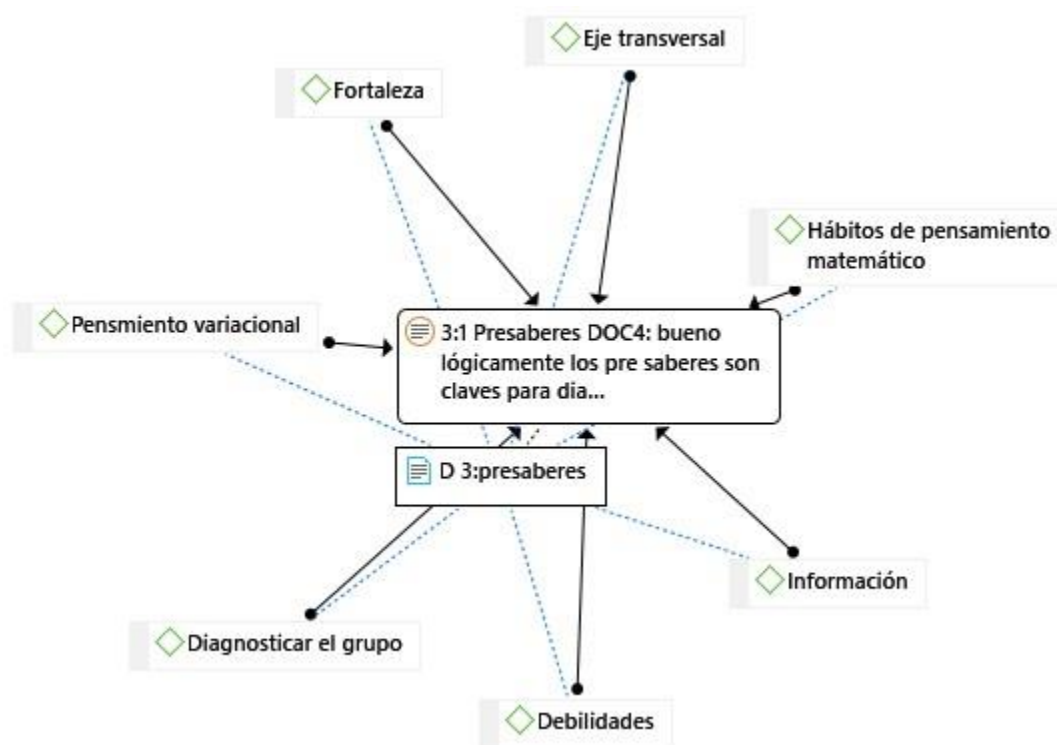 Eje transversal
Fortaleza
Hábitos de pensamiento
matemático
Pensmiento variacional
3:1 Presaberes DOC4: bueno
lógicamente los pre saberes son
claves para dia...
D 3:presaberes
Información
Diagnosticar el grupo
Debilidades